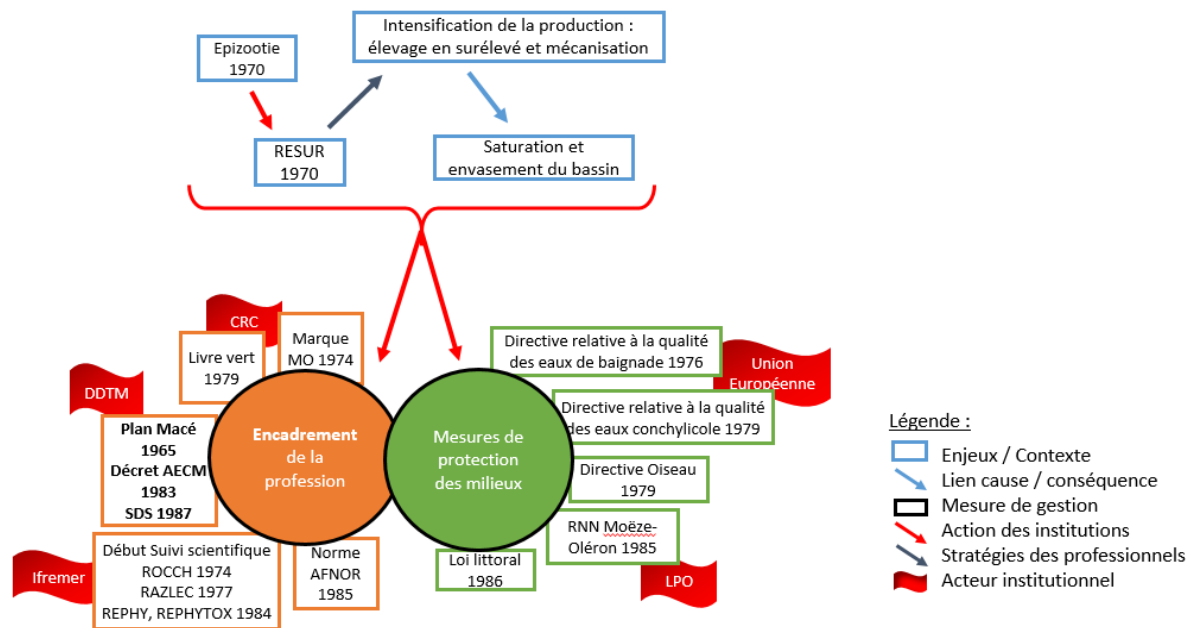 Intensification de la production :
élevage en surélevé et mécanisation
Epizootie
1970
RESUR
1970
Saturation et
envasement du bassin
CRC
Marque
MO 1974
Livre vert
1979
DDTM
Plan Macé
1965
Décret AECM
1983
SDS 1987
Encadrement
de la
profession
Ifremer
Début Suivi scientifique
ROCCH 1974
RAZLEC 1977
REPHY, REPHYTOX 1984
Norme
AFNOR
1985
Mesures de
protection
des milieux
Directive relative à la qualité
des eaux de baignade 1976
Union
Européenne
Directive relative à la qualité
des eaux conchylicole 1979
Directive Oiseau
1979
RNN Moëze-
Oléron 1985
LPO
Loi littoral
1986
Légende :
Enjeux / Contexte
Lien cause / conséquence
Mesure de gestion
Action des institutions
Stratégies des professionnels
Acteur institutionnel